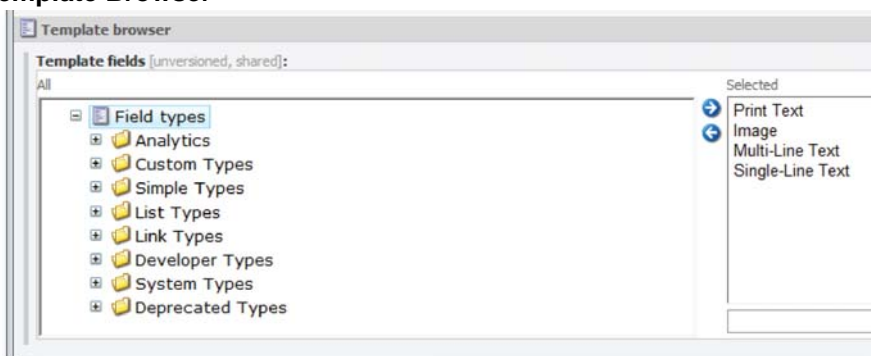 Template browser
Template fields [unversioned, shared]:
All
Selected
Field types
Analytics
Custom Types
Simple Types
List Types
Link Types
Developer Types
System Types
Deprecated Types
Print Text
Image
Multi-Line Text
Single-Line Text